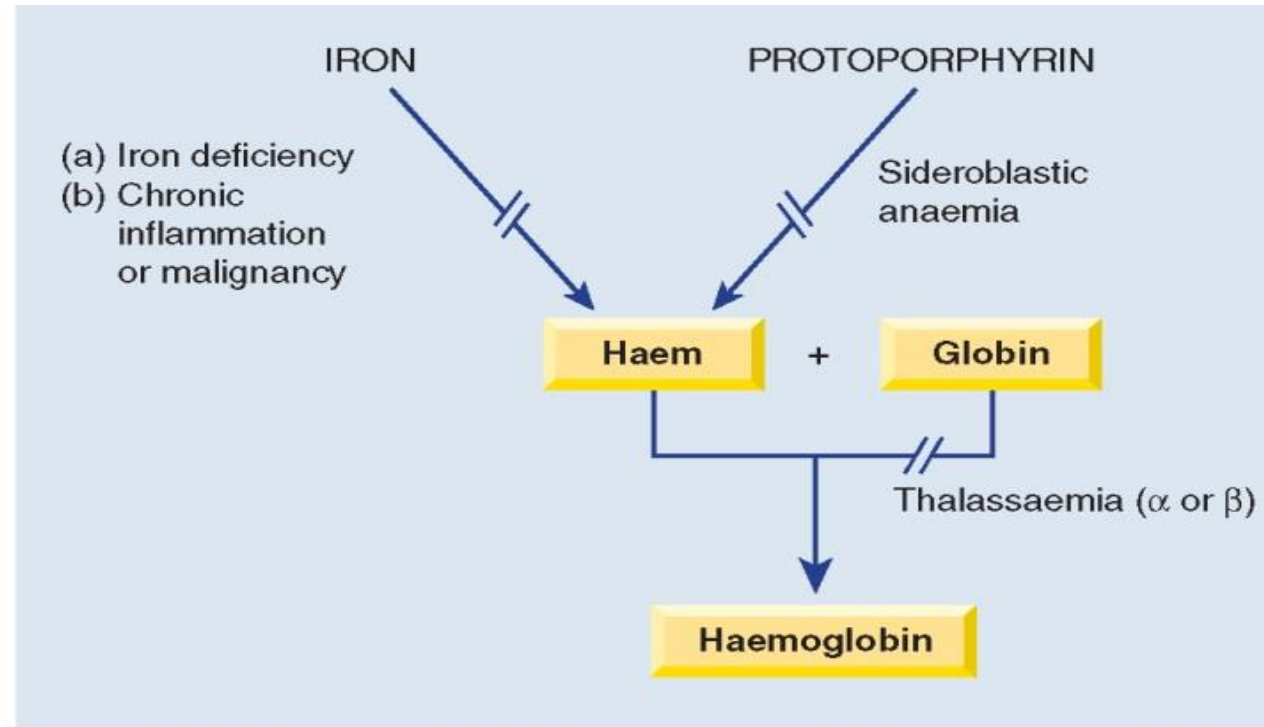 IRON
PROTOPORPHYRIN
(a) Iron deficiency
(b) Chronic
inflammation
or malignancy
Sideroblastic
anaemia
Haem
+
Globin
Thalassaemia (α or β)
Haemoglobin